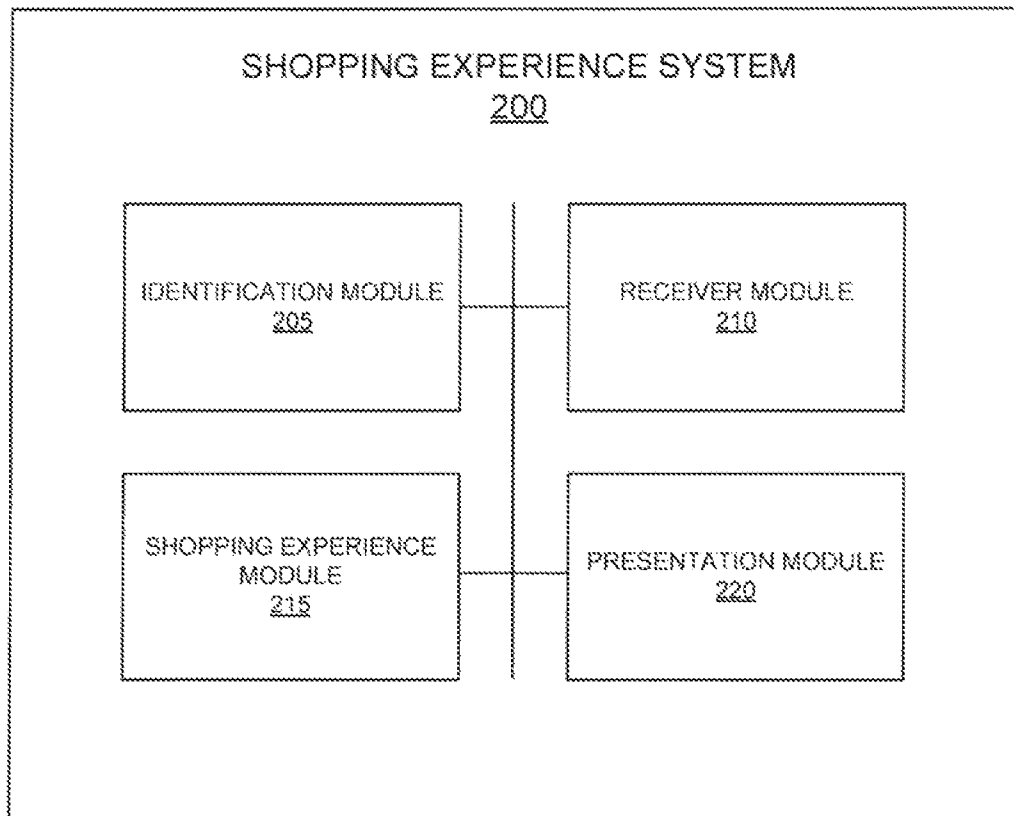 SHOPPING EXPERIENCE SYSTEM
200
IDENTIFICATION MODULE
205
RECEIVER MODULE
210
SHOPPING EXPERIENCE
MODULE
215
PRESENTATION MODULE
220